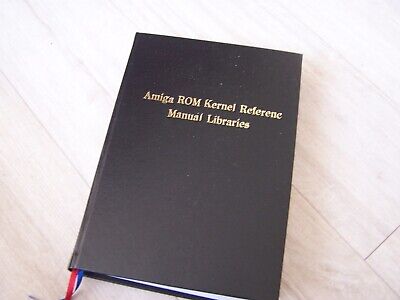 Amiga ROM Kernel Referenc
Manual Libraries